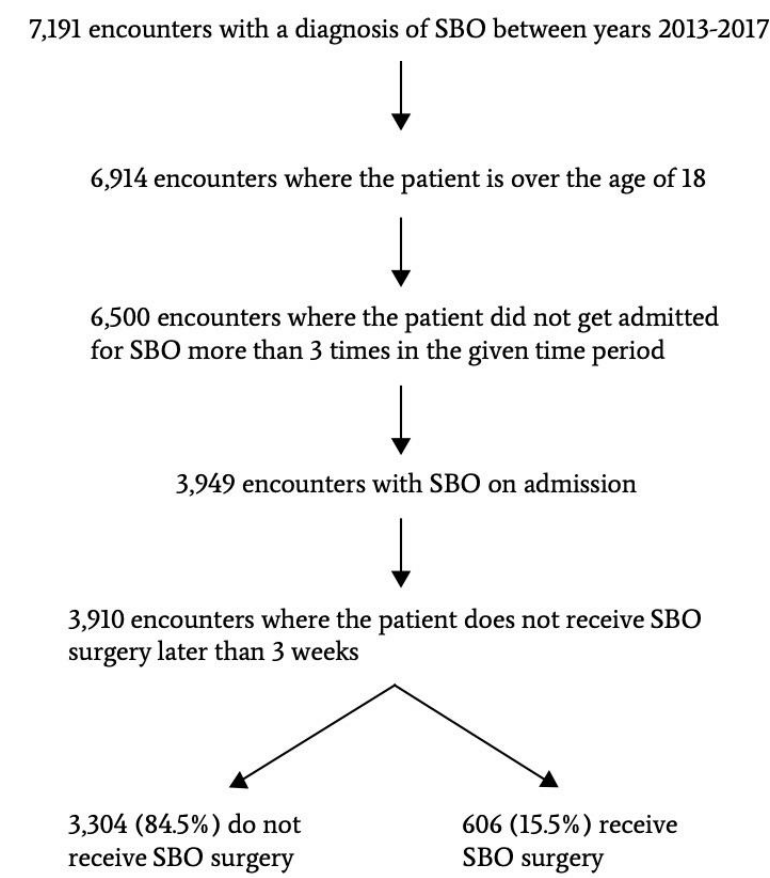 7,191 encounters with a diagnosis of SBO between years 2013-2017
6,914 encounters where the patient is over the age of 18
6,500 encounters where the patient did not get admitted
for SBO more than 3 times in the given time period
3,949 encounters with SBO on admission
3,910 encounters where the patient does not receive SBO
surgery later than 3 weeks
3,304 (84.5%) do not
receive SBO surgery
606 (15.5%) receive
SBO surgery